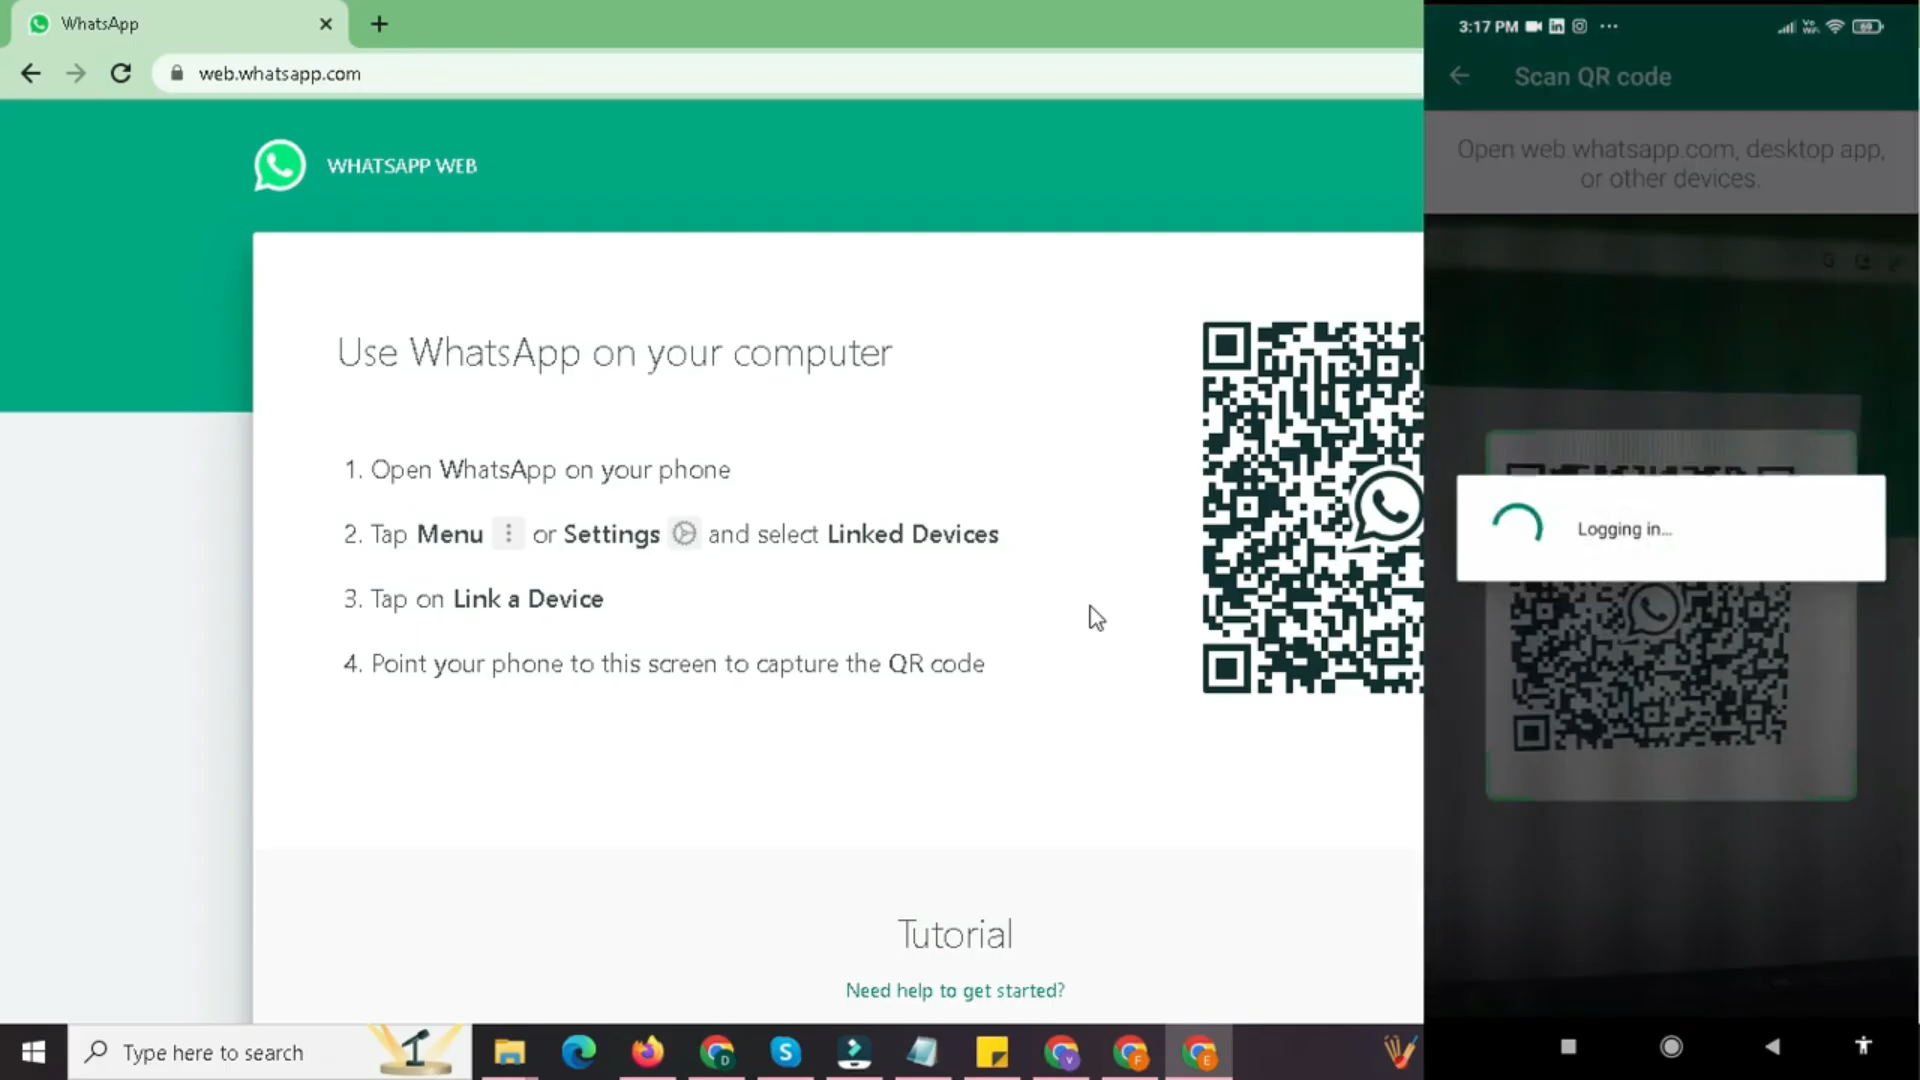 WhatsApp
web.whatsapp.com
WHATSAPP WEB
Use WhatsApp on your computer
1. Open WhatsApp on your phone
2. Tap Menu or Settings and select Linked Devices
3. Tap on Link a Device
4. Point your phone to this screen to capture the QR code
Tutorial
Need help to get started?
Type here to search
3:17 PM
69
Scan QR code
Open web.whatsapp.com, desktop app,
or other devices.
Logging in...